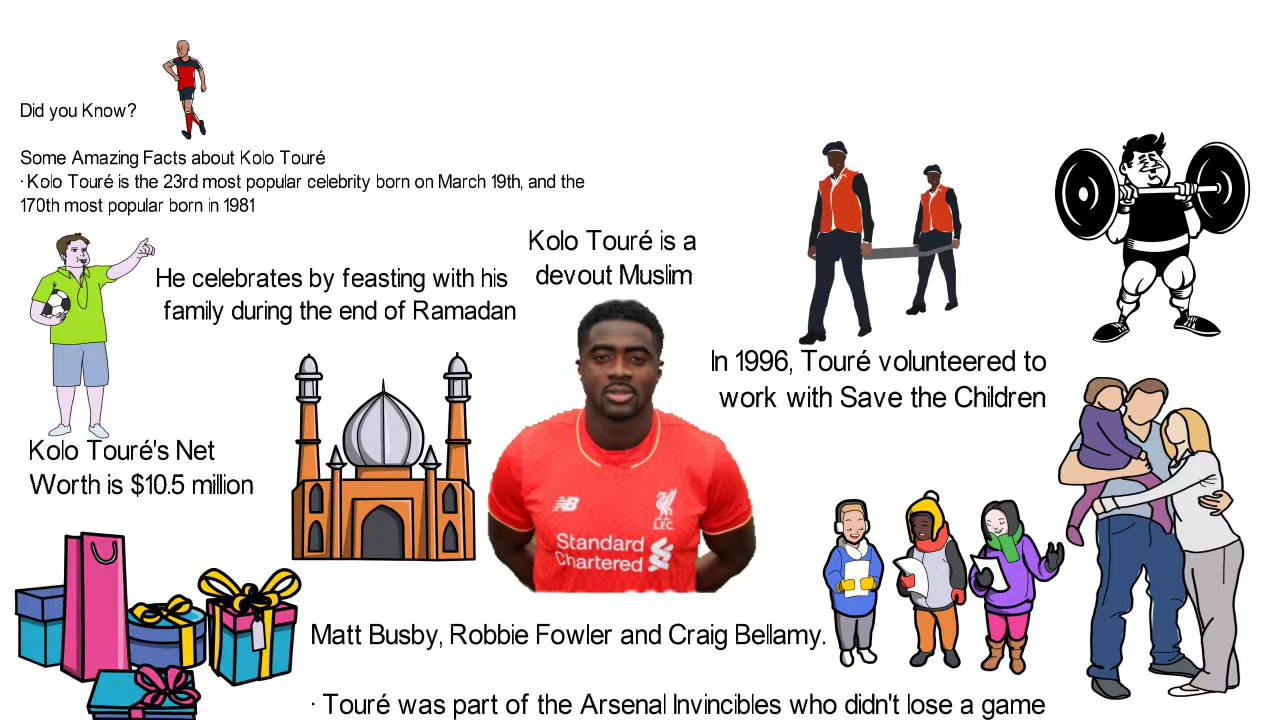 Did you Know?
Some Amazing Facts about Kolo Touré
· Kolo Touré is the 23rd most popular celebrity born on March 19th, and the
170th most popular born in 1981
Kolo Touré is a
devout Muslim
He celebrates by feasting with his
family during the end of Ramadan
In 1996, Touré volunteered to
work with Save the Children
Kolo Touré's Net
Worth is $10.5 million
NB
L.F.C.
Standard
Chartered
Matt Busby, Robbie Fowler and Craig Bellamy.
· Touré was part of the Arsenal Invincibles who didn't lose a game